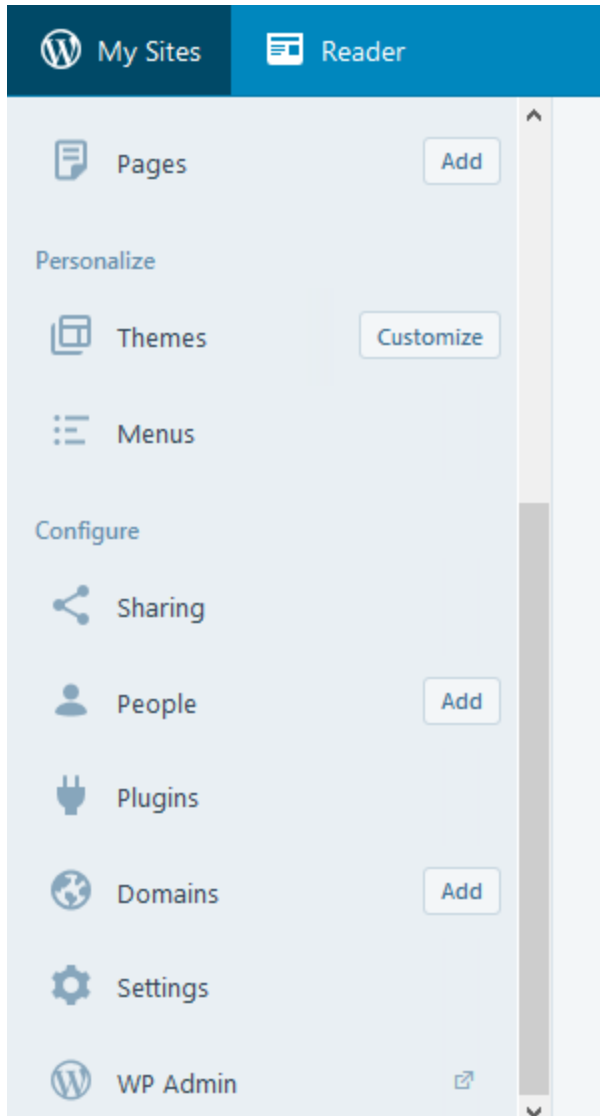 My Sites Reader
Pages Add
Personalize
Themes Customize
Menus
Configure
Sharing
People Add
Plugins
Domains Add
Settings
WP Admin